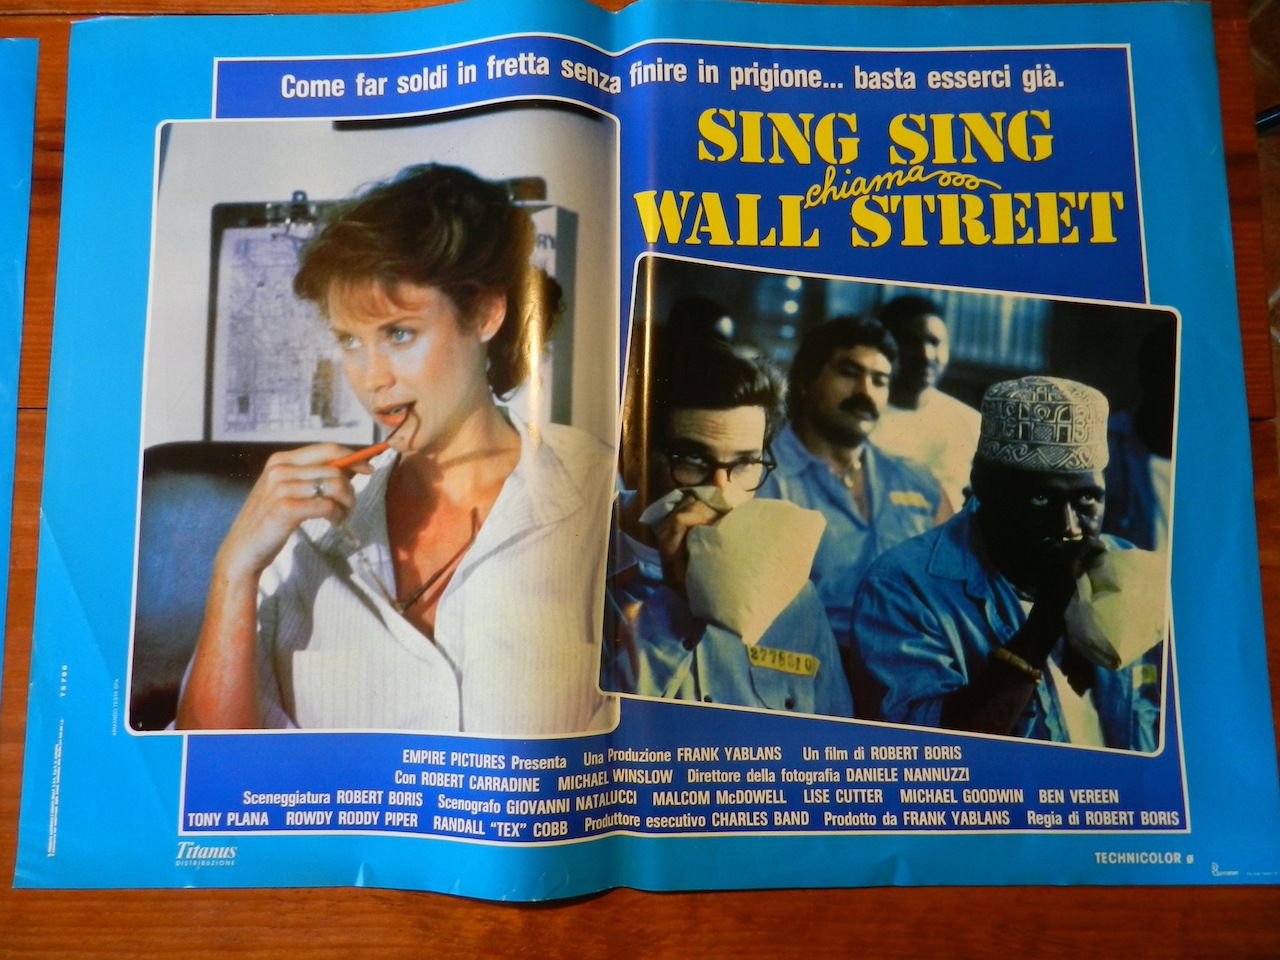 Come far soldi in fretta senza finire in prigione... basta esserci già.
SING SING
chiama
WALL STREET
2778810
EMPIRE PICTURES Presenta Una Produzione FRANK YABLANS Un film di ROBERT BORIS
Con ROBERT CARRADINE MICHAEL WINSLOW Direttore della fotografia DANIELE NANNUZZI
Sceneggiatura ROBERT BORIS Scenografo GIOVANNI NATALUCCI MALCOM McDOWELL LISE CUTTER MICHAEL GOODWIN BEN VEREEN
TONY PLANA ROWDY RODDY PIPER RANDALL "TEX" COBB Produttore esecutivo CHARLES BAND Prodotto da FRANK YABLANS Regia di ROBERT BORIS
Titanus
DISTRIBUZIONE
TECHNICOLOR